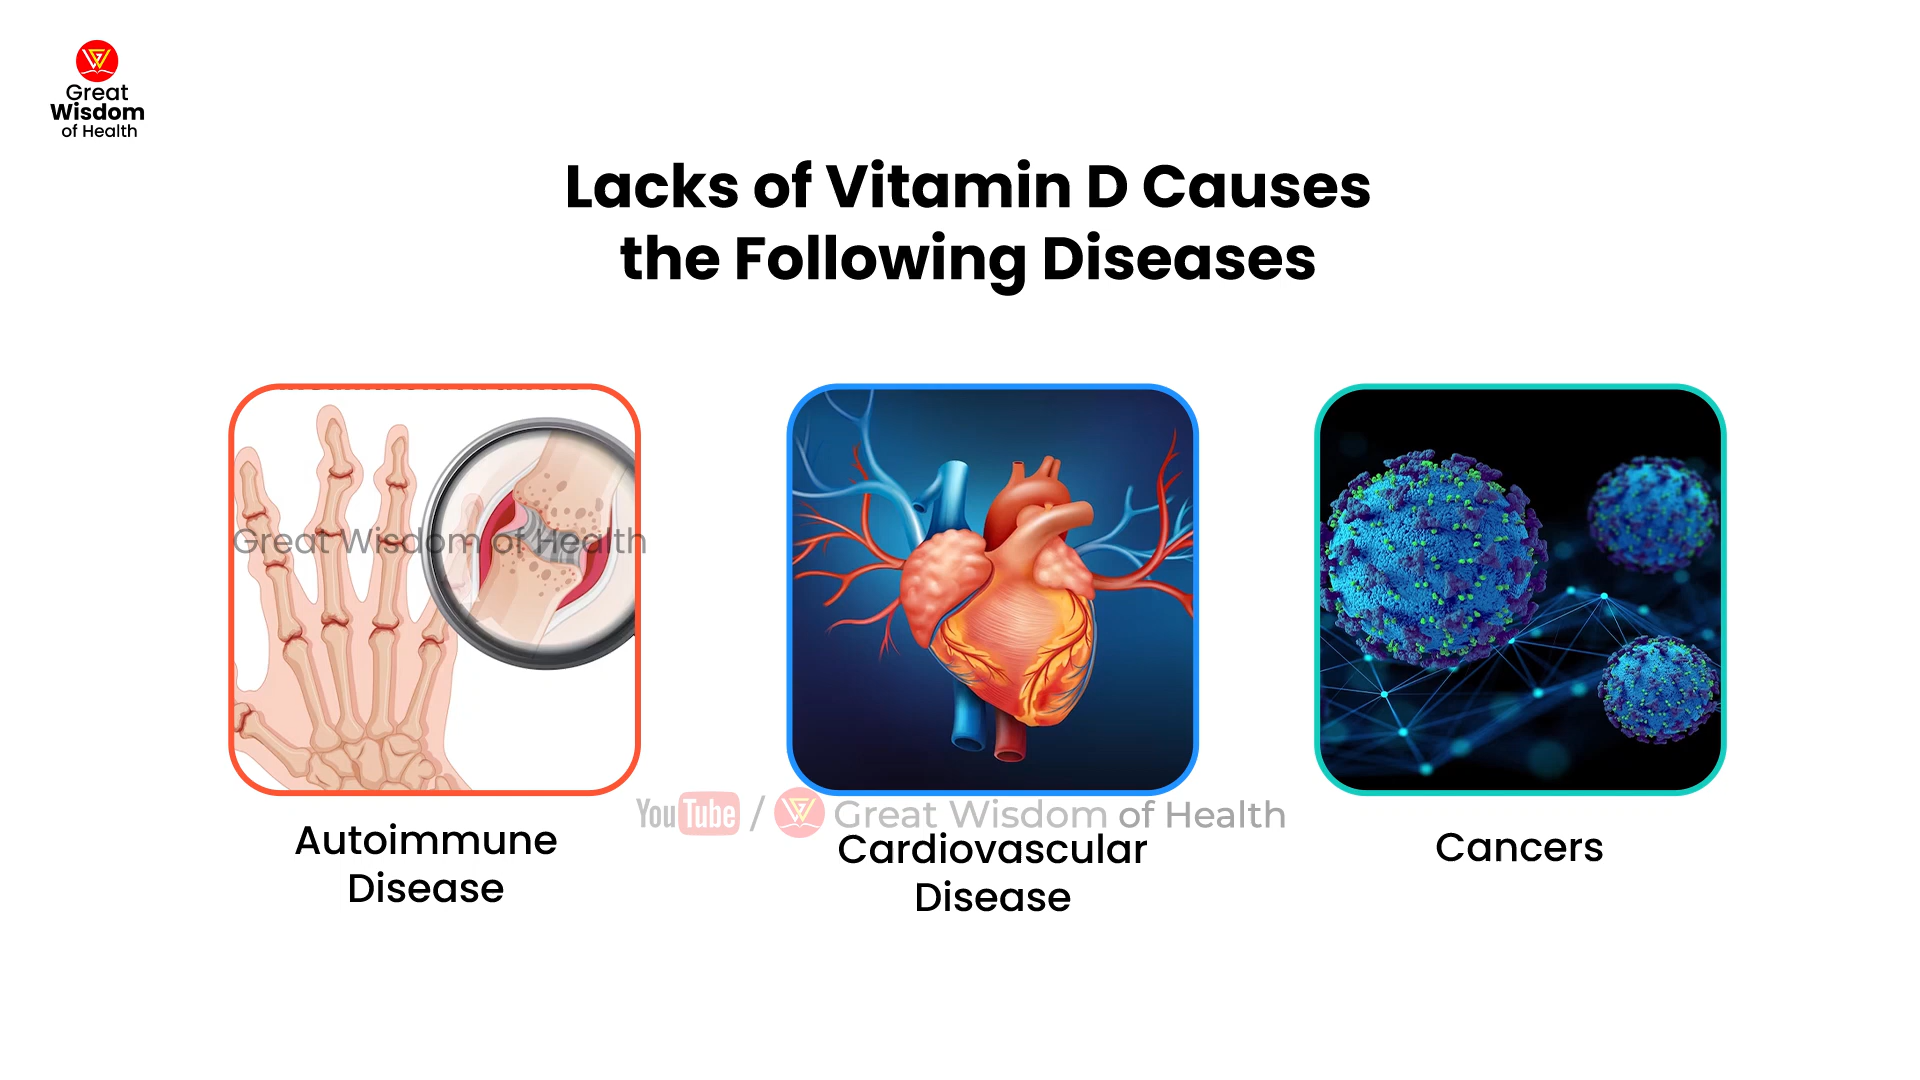 Great
Wisdom
of Health
Lacks of Vitamin D Causes
the Following Diseases
Great Wisdom of Health
YouTube / Great Wisdom of Health
Autoimmune
Disease
Cardiovascular
Disease
Cancers